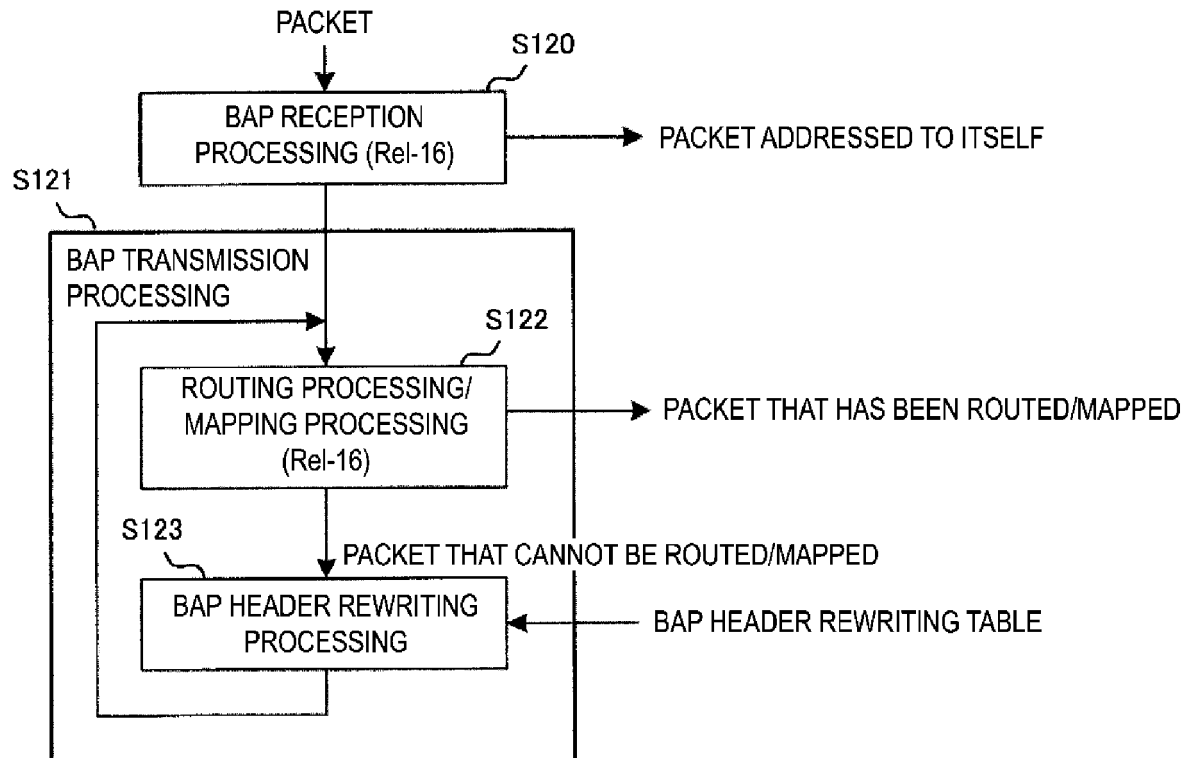 PACKET
S120
BAP RECEPTION
PROCESSING (Rel-16)
PACKET ADDRESSED TO ITSELF
S121
BAP TRANSMISSION
PROCESSING
S122
ROUTING PROCESSING/
MAPPING PROCESSING
(Rel-16)
PACKET THAT HAS BEEN ROUTED/MAPPED
S123
PACKET THAT CANNOT BE ROUTED/MAPPED
BAP HEADER REWRITING
PROCESSING
BAP HEADER REWRITING TABLE